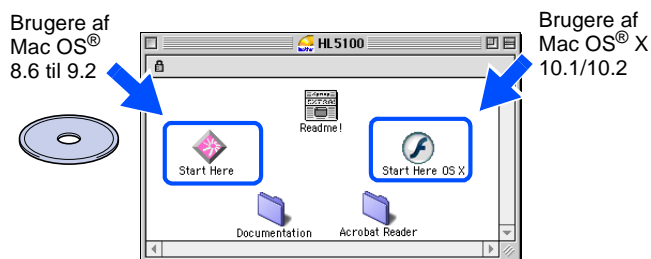 Brugere af
Mac OS®
8.6 til 9.2
HL5100
Brugere af
Mac OS® X
10.1/10.2
Readme!
Start Here
Start Here OS X
Documentation
Acrobat Reader